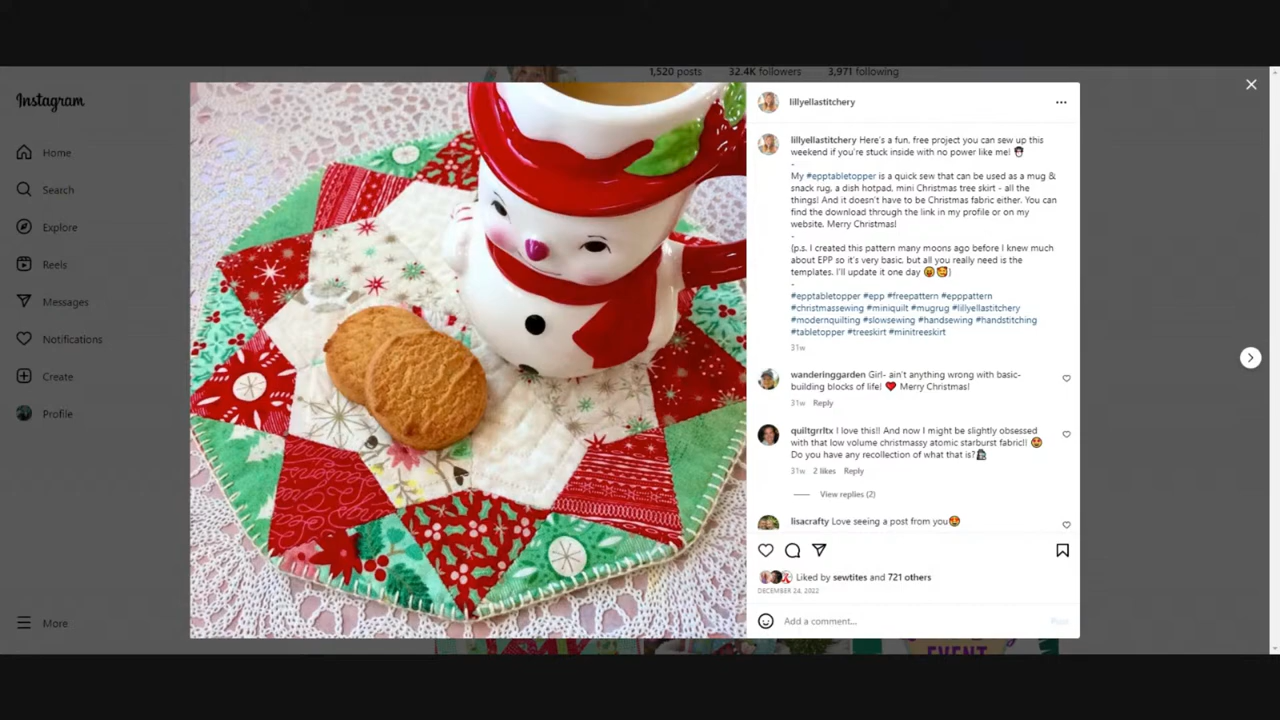 1,520 posts 32.4K followers 3,971 following
Instagram
Home
Search
Explore
Reels
Messages
Notifications
Create
Profile
More
lillyellastitchery
lillyellastitchery Here's a fun, free project you can sew up this
weekend if you're stuck inside with no power like me!
-
My #epptabletopper is a quick sew that can be used as a mug &
snack rug, a dish hotpad, mini Christmas tree skirt - all the
things! And it doesn't have to be Christmas fabric either. You can
find the download through the link in my profile or on my
website. Merry Christmas!
-
(p.s. I created this pattern many moons ago before I knew much
about EPP so it's very basic, but all you really need is the
templates. I'll update it one day )
-
#epptabletopper #epp #freepattern #epppattern
#christmassewing #miniquilt #mugrug #lillyellastitchery
#modernquilting #slowsewing #handsewing #handstitching
#tabletopper #treeskirt #minitreeskirt
31w
wanderinggarden Girl- ain't anything wrong with basic-
building blocks of life! ❤ Merry Christmas!
31w Reply
quiltgrrltx I love this!! And now I might be slightly obsessed
with that low volume christmassy atomic starburst fabric!! 😍
Do you have any recollection of what that is?
31w 2 likes Reply
View replies (2)
lisacrafty Love seeing a post from you😍
Liked by sewtites and 721 others
DECEMBER 24, 2022
Add a comment...
Post
EVENT